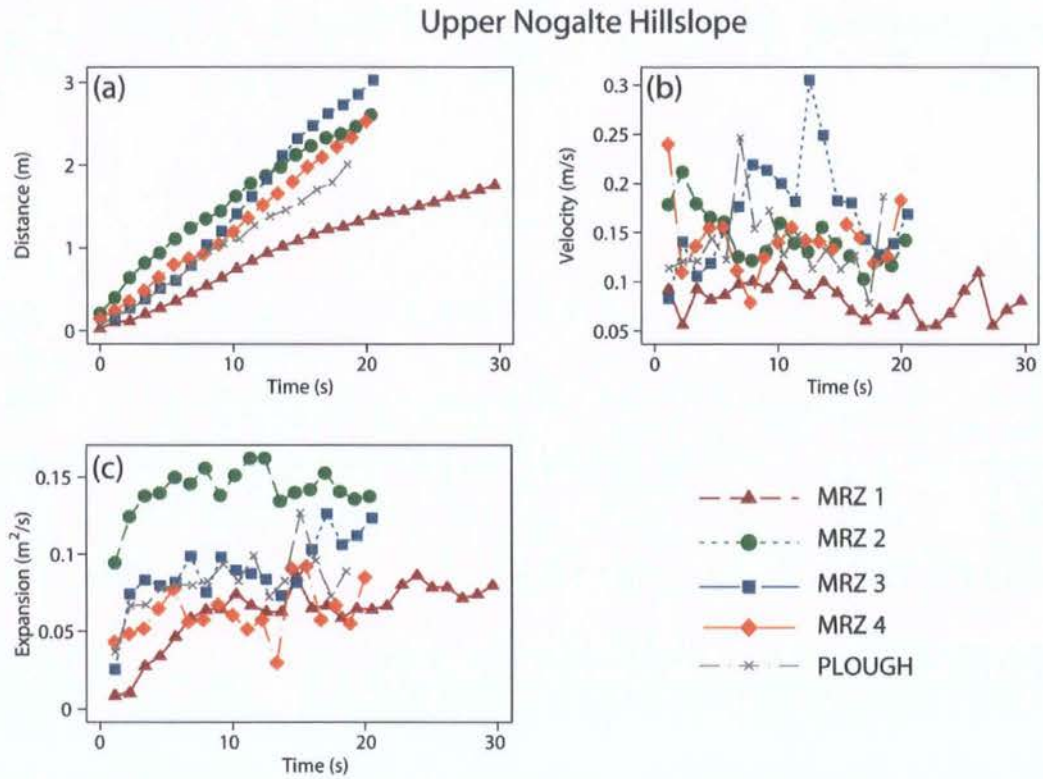 Upper Nogalte Hillslope
(a)
Distance (m)
3
2
1
0
0 10 20 30
Time (s)
(b)
Velocity (m/s)
0.3
0.25
0.2
0.15
0.1
0.05
0 10 20 30
Time (s)
(c)
Expansion (m²/s)
0.15
0.1
0.05
0
0 10 20 30
Time (s)
MRZ 1
MRZ 2
MRZ 3
MRZ 4
PLOUGH